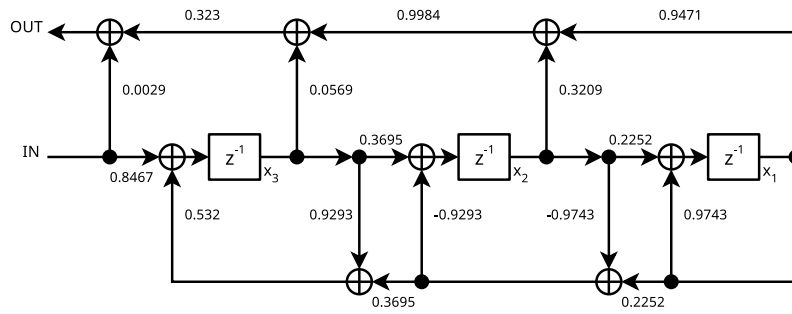 0.323 0.9984 0.9471
OUT
0.0029 0.0569 0.3209
0.3695 0.2252
IN z⁻¹ z⁻¹ z⁻¹
0.8467 x₃ x₂ x₁
0.532 0.9293 -0.9293 -0.9743 0.9743
0.3695 0.2252